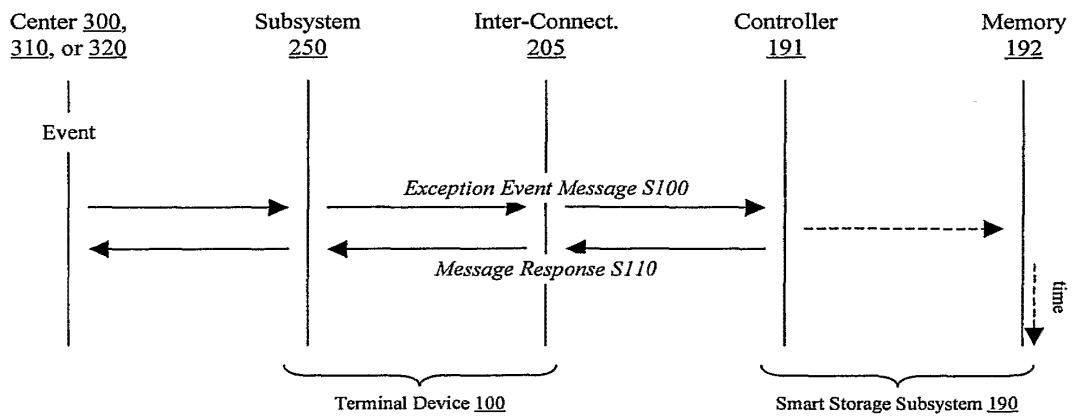 Center 300, 310, or 320
Subsystem 250
Inter-Connect. 205
Controller 191
Memory 192
Event
Exception Event Message S100
Message Response S110
time
Terminal Device 100
Smart Storage Subsystem 190